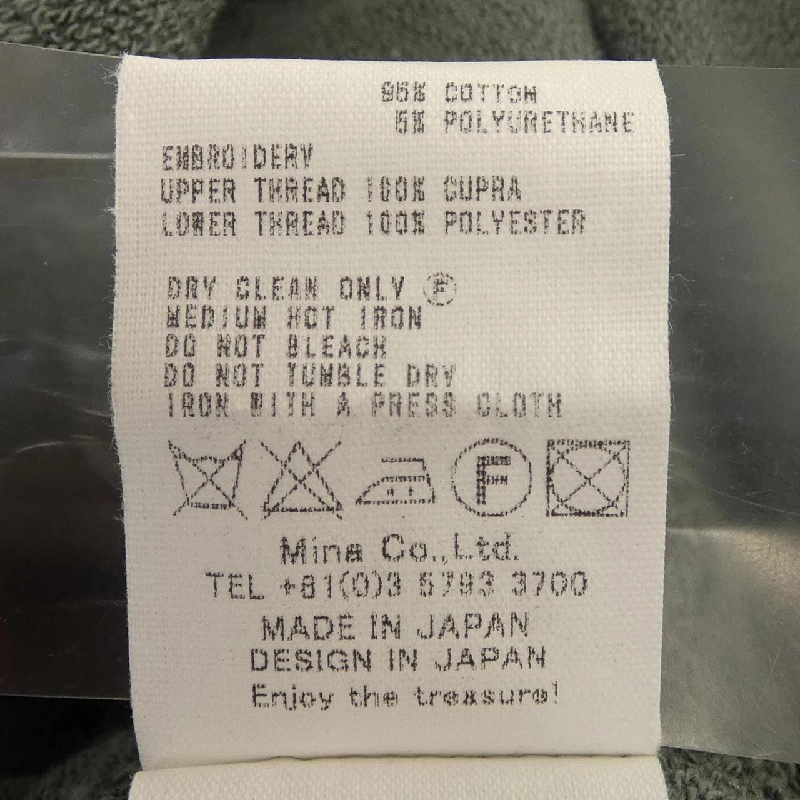 95% COTTON
5% POLYURETHANE
EMBROIDERY
UPPER THREAD 100% CUPRA
LOWER THREAD 100% POLYESTER
DRY CLEAN ONLY Ⓕ
MEDIUM HOT IRON
DO NOT BLEACH
DO NOT TUMBLE DRY
IRON WITH A PRESS CLOTH
F
Mina Co.,Ltd.
TEL +81(0)3 5793 3700
MADE IN JAPAN
DESIGN IN JAPAN
Enjoy the treasure!